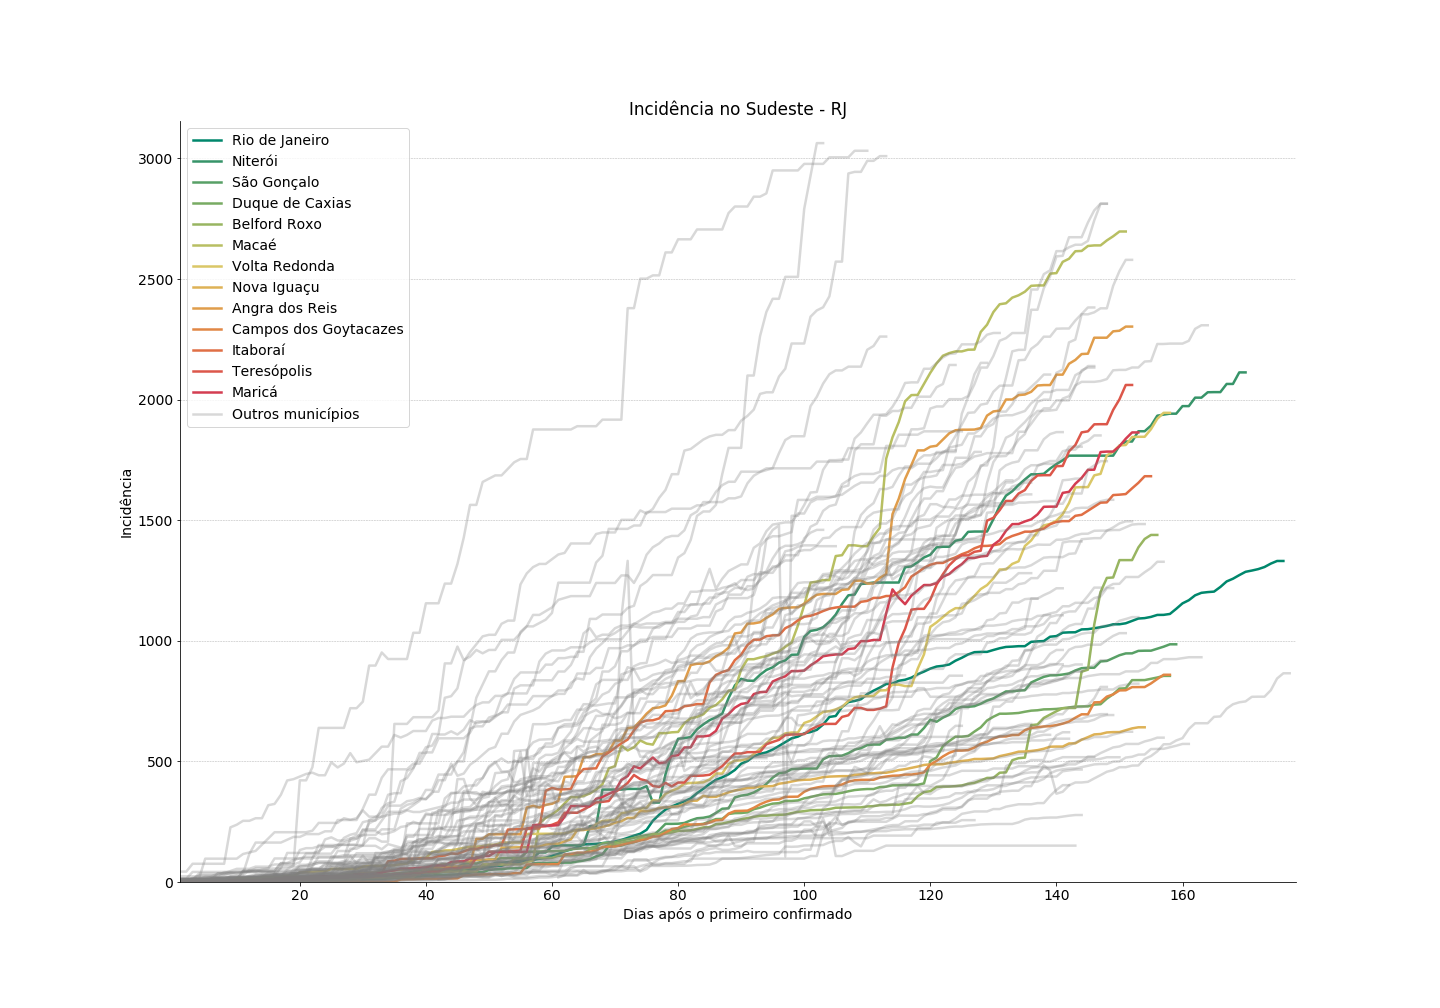 Incidência no Sudeste - RJ
Rio de Janeiro
Niterói
São Gonçalo
Duque de Caxias
Belford Roxo
Macaé
Volta Redonda
Nova Iguaçu
Angra dos Reis
Campos dos Goytacazes
Itaboraí
Teresópolis
Maricá
Outros municípios
3000
2500
2000
1500
1000
500
0
Incidência
20 40 60 80 100 120 140 160
Dias após o primeiro confirmado